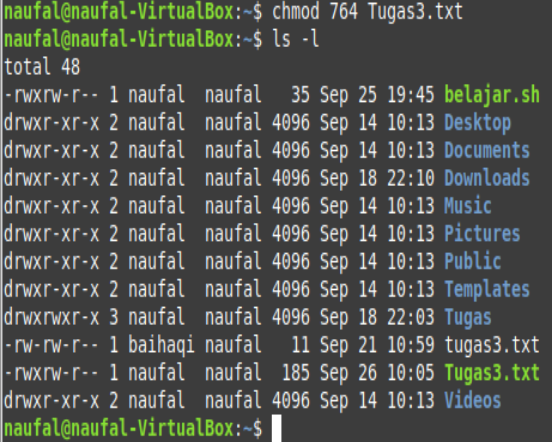 naufal@naufal-VirtualBox:~$ chmod 764 Tugas3.txt
naufal@naufal-VirtualBox:~$ ls -l
total 48
-rwxrw-r-- 1 naufal  naufal   35 Sep 25 19:45 belajar.sh
drwxr-xr-x 2 naufal  naufal 4096 Sep 14 10:13 Desktop
drwxr-xr-x 2 naufal  naufal 4096 Sep 14 10:13 Documents
drwxr-xr-x 2 naufal  naufal 4096 Sep 18 22:10 Downloads
drwxr-xr-x 2 naufal  naufal 4096 Sep 14 10:13 Music
drwxr-xr-x 2 naufal  naufal 4096 Sep 14 10:13 Pictures
drwxr-xr-x 2 naufal  naufal 4096 Sep 14 10:13 Public
drwxr-xr-x 2 naufal  naufal 4096 Sep 14 10:13 Templates
drwxrwxr-x 3 naufal  naufal 4096 Sep 18 22:03 Tugas
-rw-rw-r-- 1 baihaqi naufal   11 Sep 21 10:59 tugas3.txt
-rwxrw-r-- 1 naufal  naufal  185 Sep 26 10:05 Tugas3.txt
drwxr-xr-x 2 naufal  naufal 4096 Sep 14 10:13 Videos
naufal@naufal-VirtualBox:~$